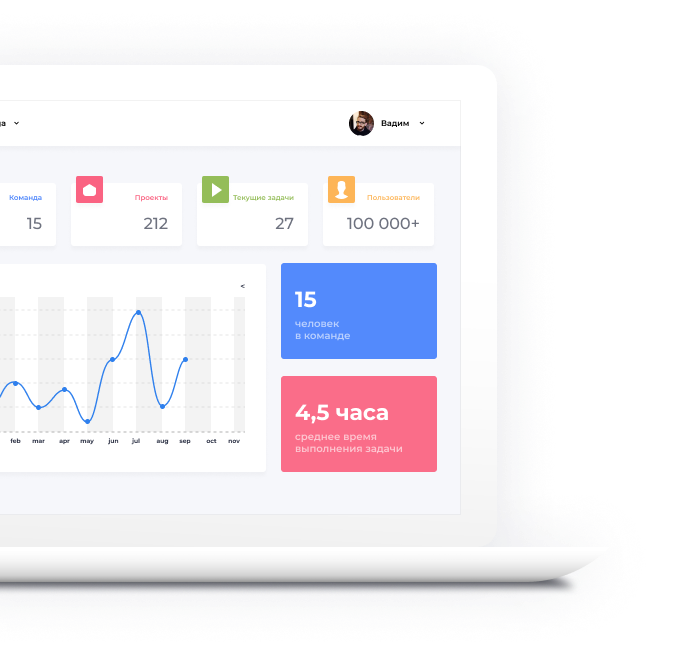 Вадим
Команда
15
Проекты
212
Текущие задачи
27
Пользователи
100 000+
<
feb mar apr may jun jul aug sep oct nov
15
человек
в команде
4,5 часа
среднее время
выполнения задачи